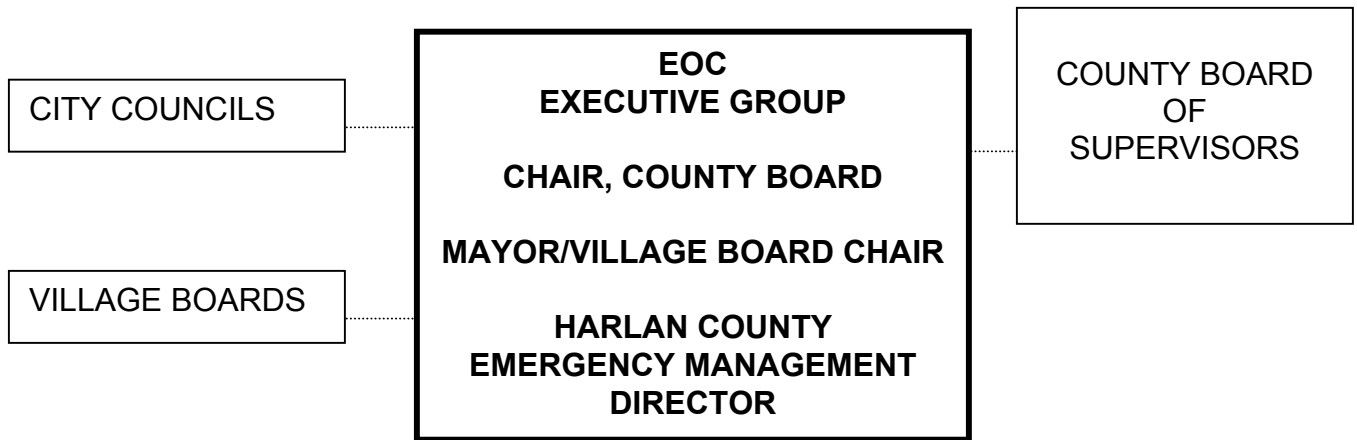 CITY COUNCILS
VILLAGE BOARDS
EOC
EXECUTIVE GROUP
CHAIR, COUNTY BOARD
MAYOR/VILLAGE BOARD CHAIR
HARLAN COUNTY
EMERGENCY MANAGEMENT
DIRECTOR
COUNTY BOARD
OF
SUPERVISORS